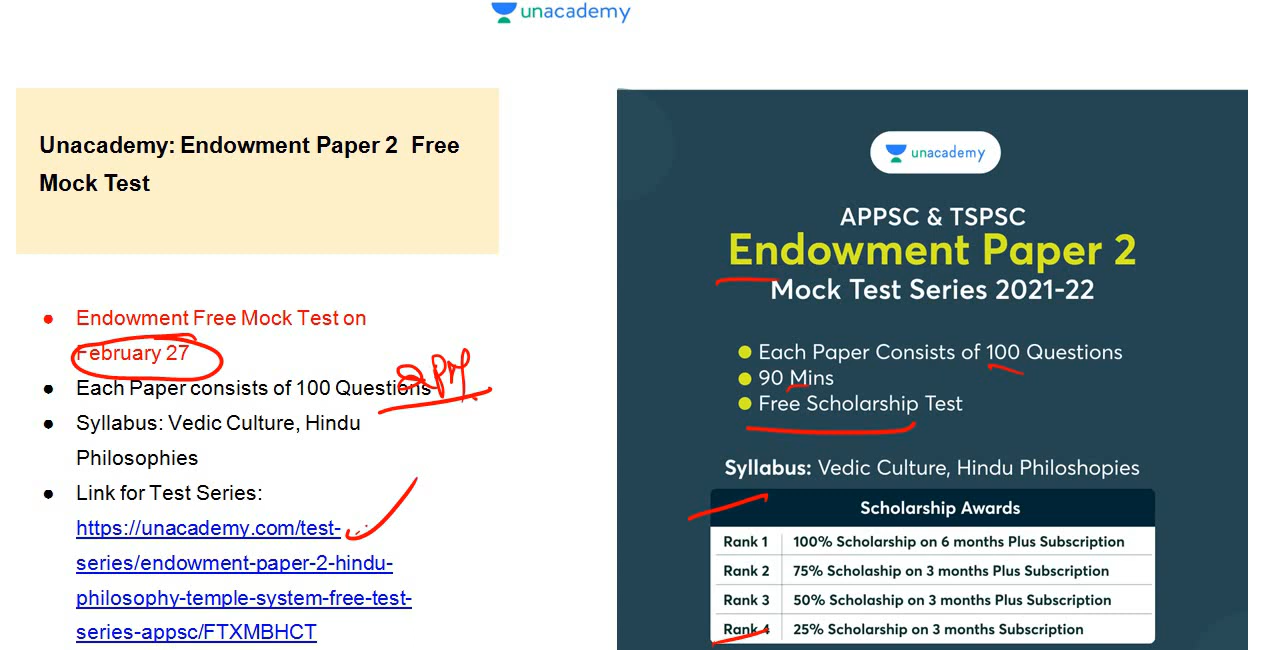 unacademy
Unacademy: Endowment Paper 2 Free
Mock Test
Endowment Free Mock Test on
February 27
Each Paper consists of 100 Questions
Syllabus: Vedic Culture, Hindu
Philosophies
Link for Test Series:
https://unacademy.com/test-
series/endowment-paper-2-hindu-
philosophy-temple-system-free-test-
series-appsc/FTXMBHCT
unacademy
APPSC & TSPSC
Endowment Paper 2
Mock Test Series 2021-22
Each Paper Consists of 100 Questions
90 Mins
Free Scholarship Test
Syllabus: Vedic Culture, Hindu Philoshopies
Scholarship Awards
Rank 1 100% Scholarship on 6 months Plus Subscription
Rank 2 75% Scholaship on 3 months Plus Subscription
Rank 3 50% Scholarship on 3 months Plus Subscription
Rank 4 25% Scholarship on 3 months Subscription